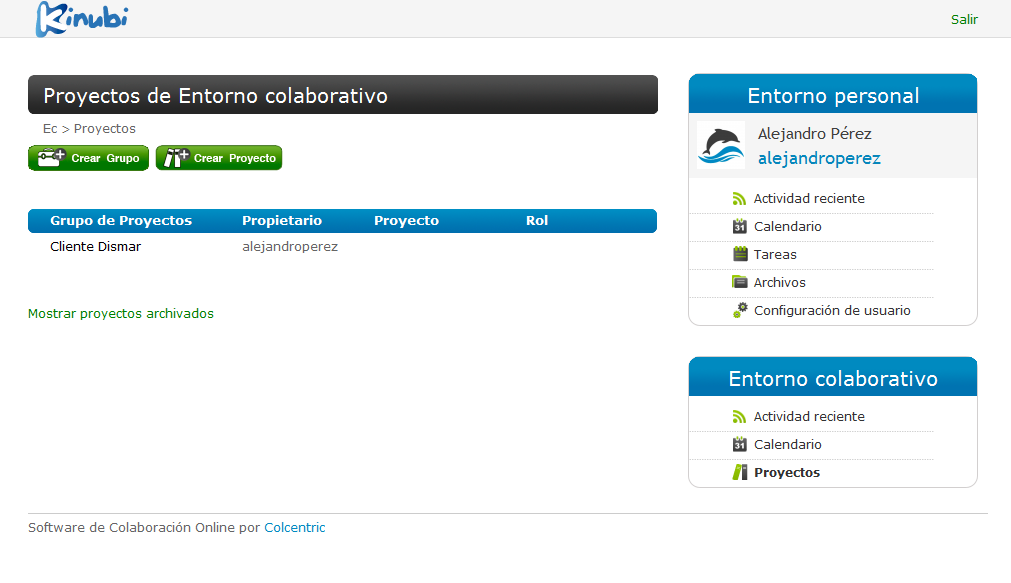 Kinubi
Salir
Proyectos de Entorno colaborativo
Ec > Proyectos
Crear Grupo Crear Proyecto
Grupo de Proyectos Propietario Proyecto Rol
Cliente Dismar alejandroperez
Mostrar proyectos archivados
Entorno personal
Alejandro Pérez
alejandroperez
Actividad reciente
31 Calendario
Tareas
Archivos
Configuración de usuario
Entorno colaborativo
Actividad reciente
31 Calendario
Proyectos
Software de Colaboración Online por Colcentric